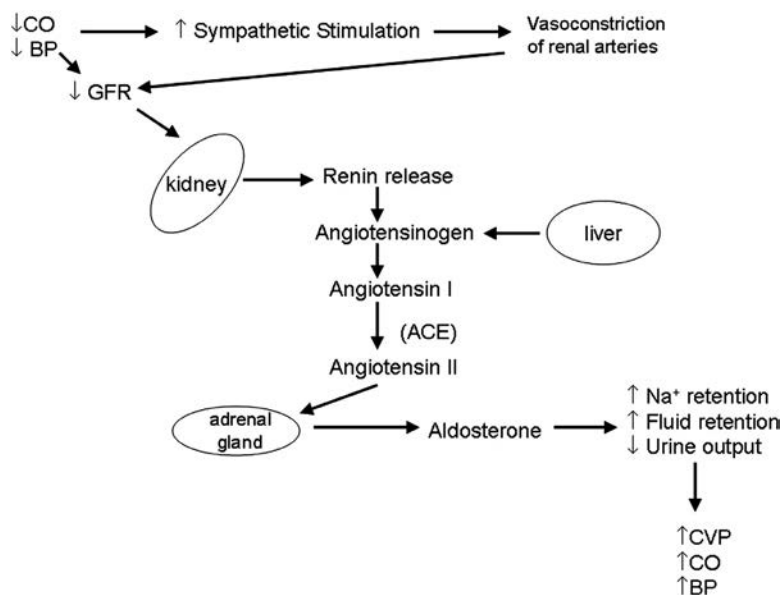 ↓CO
↓ BP
↑ Sympathetic Stimulation
Vasoconstriction
of renal arteries
↓ GFR
kidney
Renin release
Angiotensinogen
liver
Angiotensin I
(ACE)
Angiotensin II
adrenal
gland
Aldosterone
↑ Na⁺ retention
↑ Fluid retention
↓ Urine output
↑CVP
↑CO
↑BP